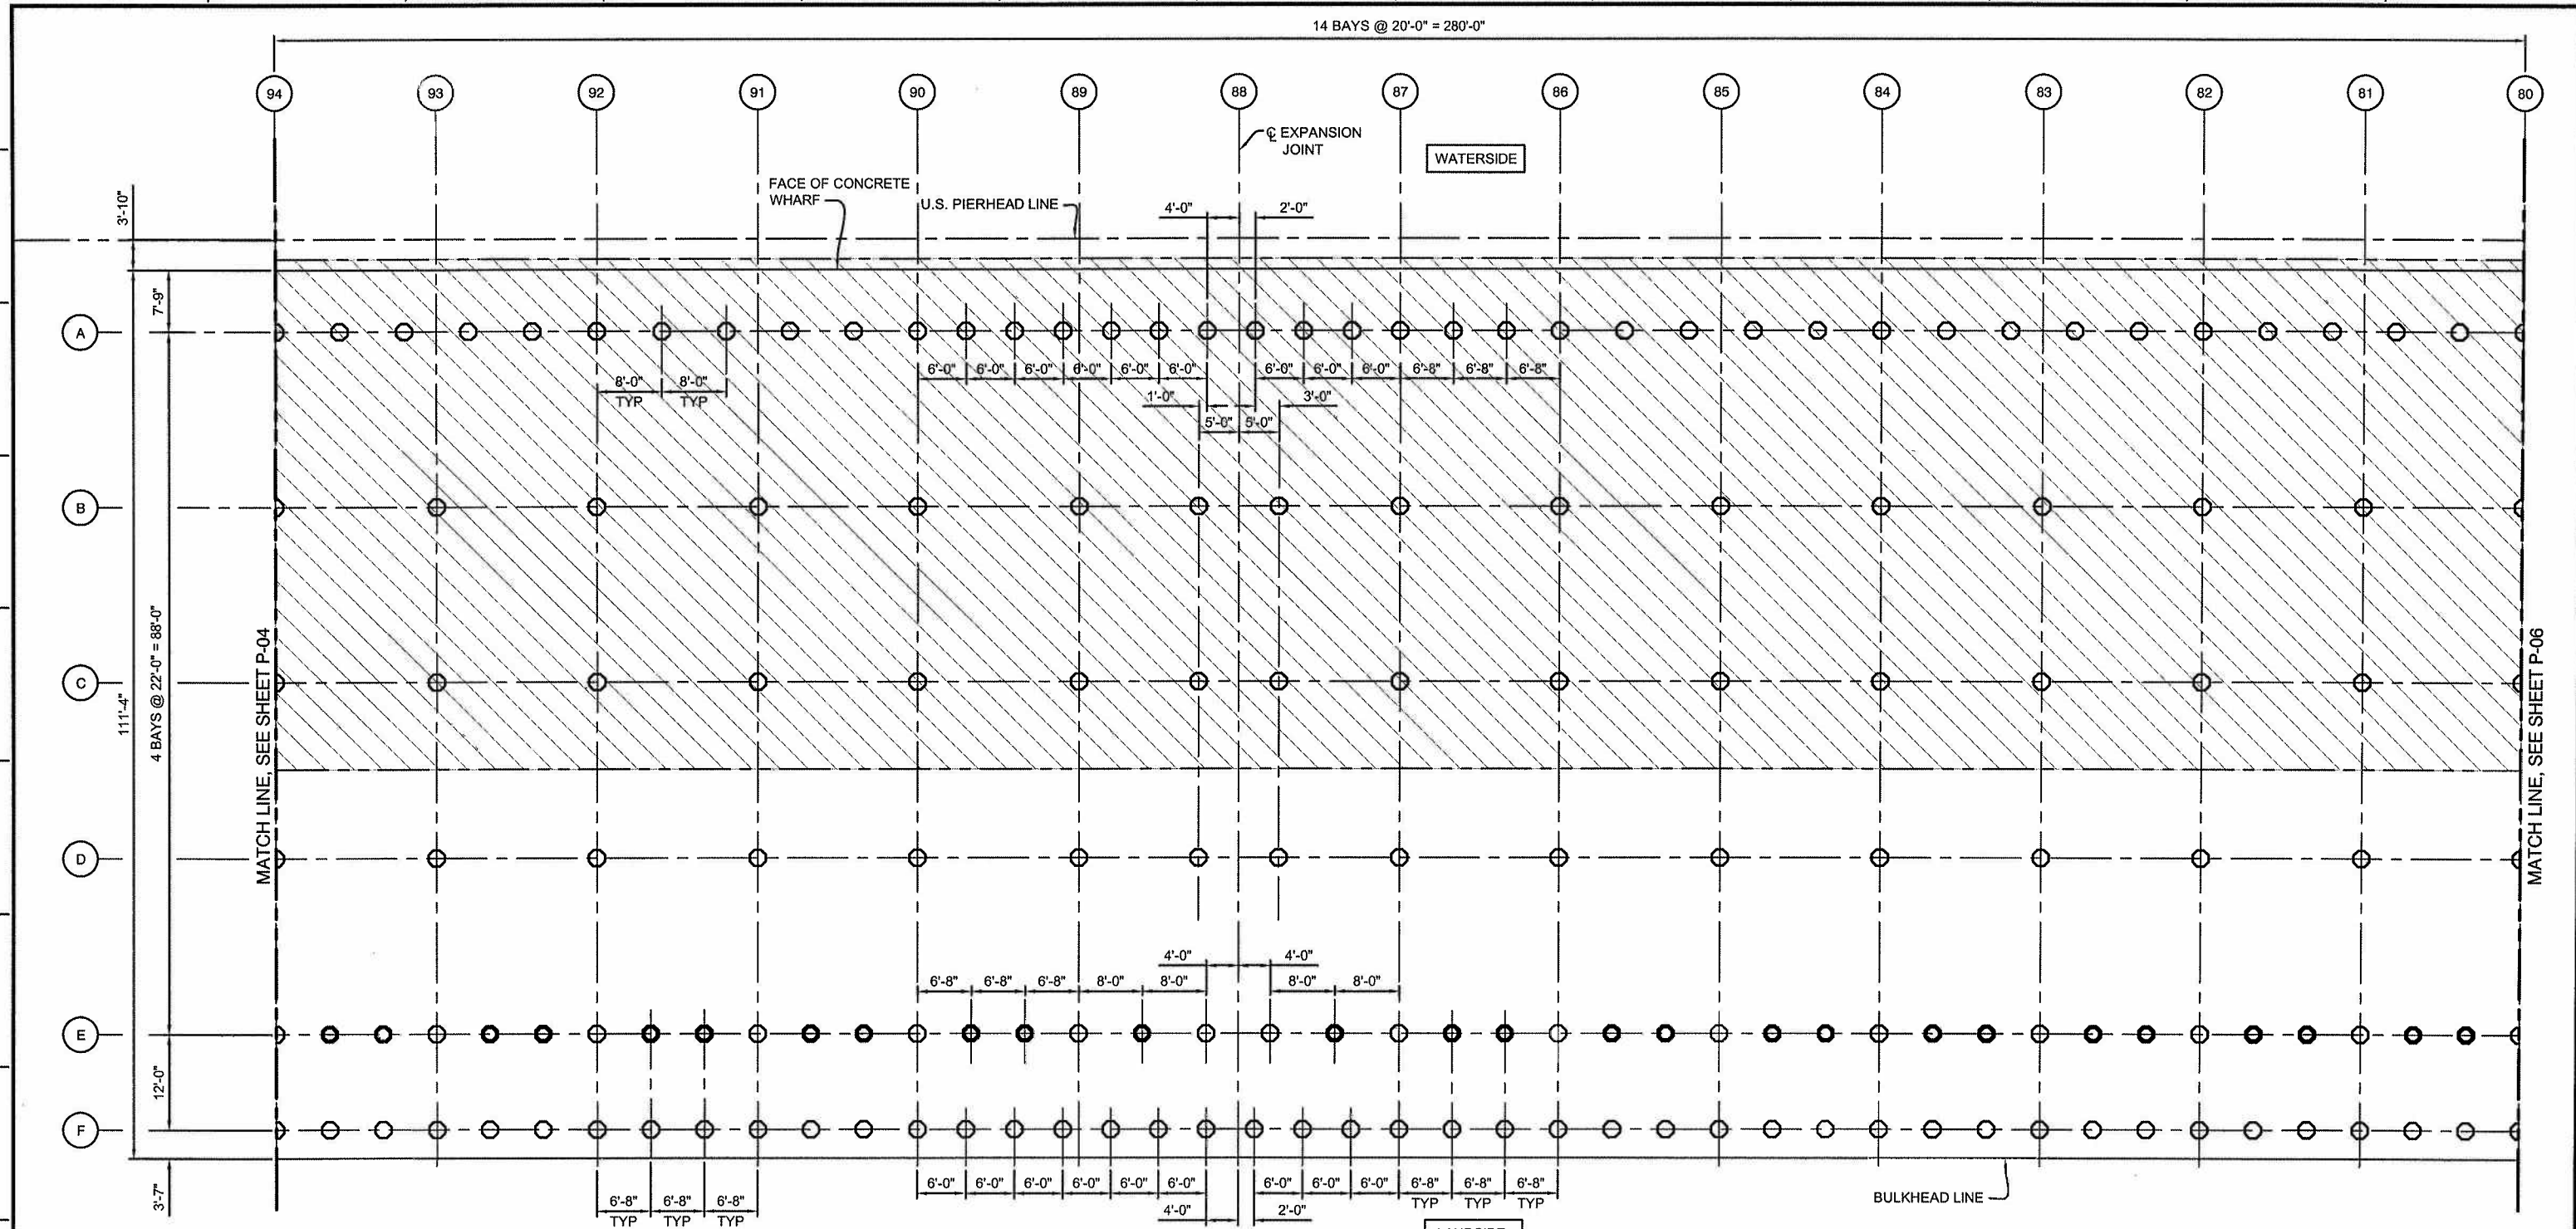 14 BAYS @ 20'-0" = 280'-0"
94 93 92 91 90 89 88 87 86 85 84 83 82 81 80
℄ EXPANSION
JOINT
WATERSIDE
FACE OF CONCRETE
WHARF
U.S. PIERHEAD LINE
3'-10"
4'-0" 2'-0"
7'-9"
A
6'-0" 6'-0" 6'-0" 6'-0" 6'-0" 6'-0" 6'-0" 6'-0" 6'-0" 6'-8" 6'-8" 6'-8"
8'-0" 8'-0"
TYP TYP
1'-0" 3'-0"
5'-0" 5'-0"
B
C
111'-4"
4 BAYS @ 22'-0" = 88'-0"
MATCH LINE, SEE SHEET P-04
MATCH LINE, SEE SHEET P-06
D
4'-0" 4'-0"
6'-8" 6'-8" 6'-8" 8'-0" 8'-0" 8'-0" 8'-0"
E
12'-0"
F
3'-7"
6'-0" 6'-0" 6'-0" 6'-0" 6'-0" 6'-0" 6'-0" 6'-0" 6'-0" 6'-8" 6'-8" 6'-8"
TYP TYP TYP
6'-8" 6'-8" 6'-8"
TYP TYP TYP
4'-0" 2'-0"
BULKHEAD LINE